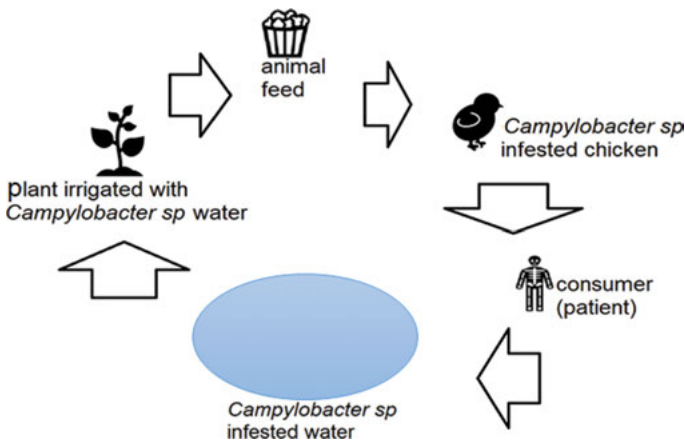 animal
feed
Campylobacter sp
infested chicken
plant irrigated with
Campylobacter sp water
consumer
(patient)
Campylobacter sp
infested water